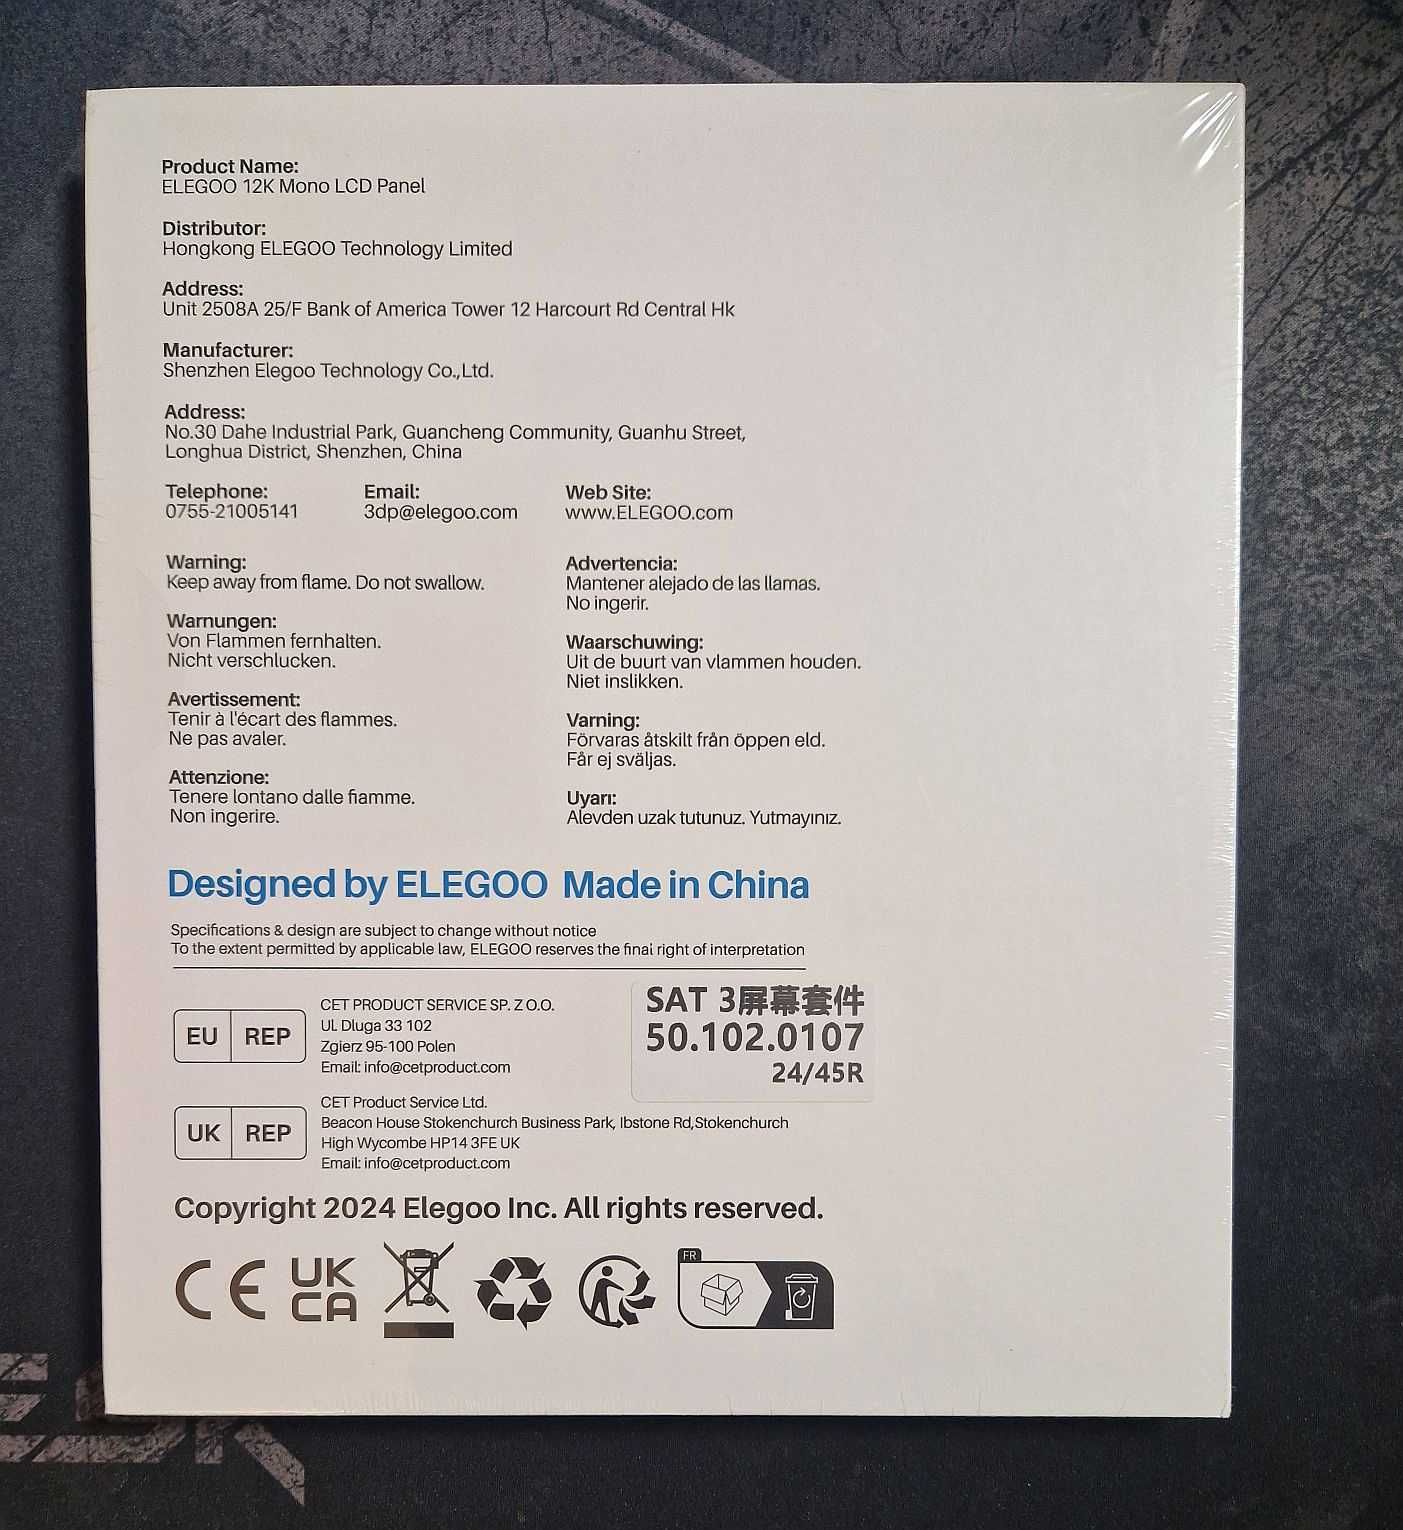 Product Name:
ELEGOO 12K Mono LCD Panel
Distributor:
Hongkong ELEGOO Technology Limited
Address:
Unit 2508A 25/F Bank of America Tower 12 Harcourt Rd Central Hk
Manufacturer:
Shenzhen Elegoo Technology Co.,Ltd.
Address:
No.30 Dahe Industrial Park, Guancheng Community, Guanhu Street,
Longhua District, Shenzhen, China
Telephone:
0755-21005141
Email:
3dp@elegoo.com
Web Site:
www.ELEGOO.com
Warning:
Keep away from flame. Do not swallow.
Warnungen:
Von Flammen fernhalten.
Nicht verschlucken.
Avertissement:
Tenir à l'écart des flammes.
Ne pas avaler.
Attenzione:
Tenere lontano dalle fiamme.
Non ingerire.
Advertencia:
Mantener alejado de las llamas.
No ingerir.
Waarschuwing:
Uit de buurt van vlammen houden.
Niet inslikken.
Varning:
Förvaras åtskilt från öppen eld.
Får ej sväljas.
Uyarı:
Alevden uzak tutunuz. Yutmayınız.
Designed by ELEGOO Made in China
Specifications & design are subject to change without notice
To the extent permitted by applicable law, ELEGOO reserves the final right of interpretation
EU REP
CET PRODUCT SERVICE SP. Z O.O.
Ul. Dluga 33 102
Zgierz 95-100 Polen
Email: info@cetproduct.com
SAT 3屏幕套件
50.102.0107
24/45R
UK REP
CET Product Service Ltd.
Beacon House Stokenchurch Business Park, Ibstone Rd,Stokenchurch
High Wycombe HP14 3FE UK
Email: info@cetproduct.com
Copyright 2024 Elegoo Inc. All rights reserved.
CE
UK
CA
FR